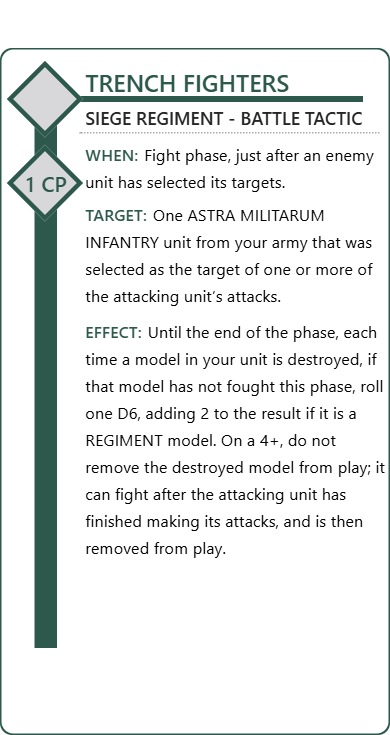 TRENCH FIGHTERS
SIEGE REGIMENT - BATTLE TACTIC
WHEN: Fight phase, just after an enemy
1 CP
unit has selected its targets.
TARGET: One ASTRA MILITARUM
INFANTRY unit from your army that was
selected as the target of one or more of
the attacking unit’s attacks.
EFFECT: Until the end of the phase, each
time a model in your unit is destroyed, if
that model has not fought this phase, roll
one D6, adding 2 to the result if it is a
REGIMENT model. On a 4+, do not
remove the destroyed model from play; it
can fight after the attacking unit has
finished making its attacks, and is then
removed from play.